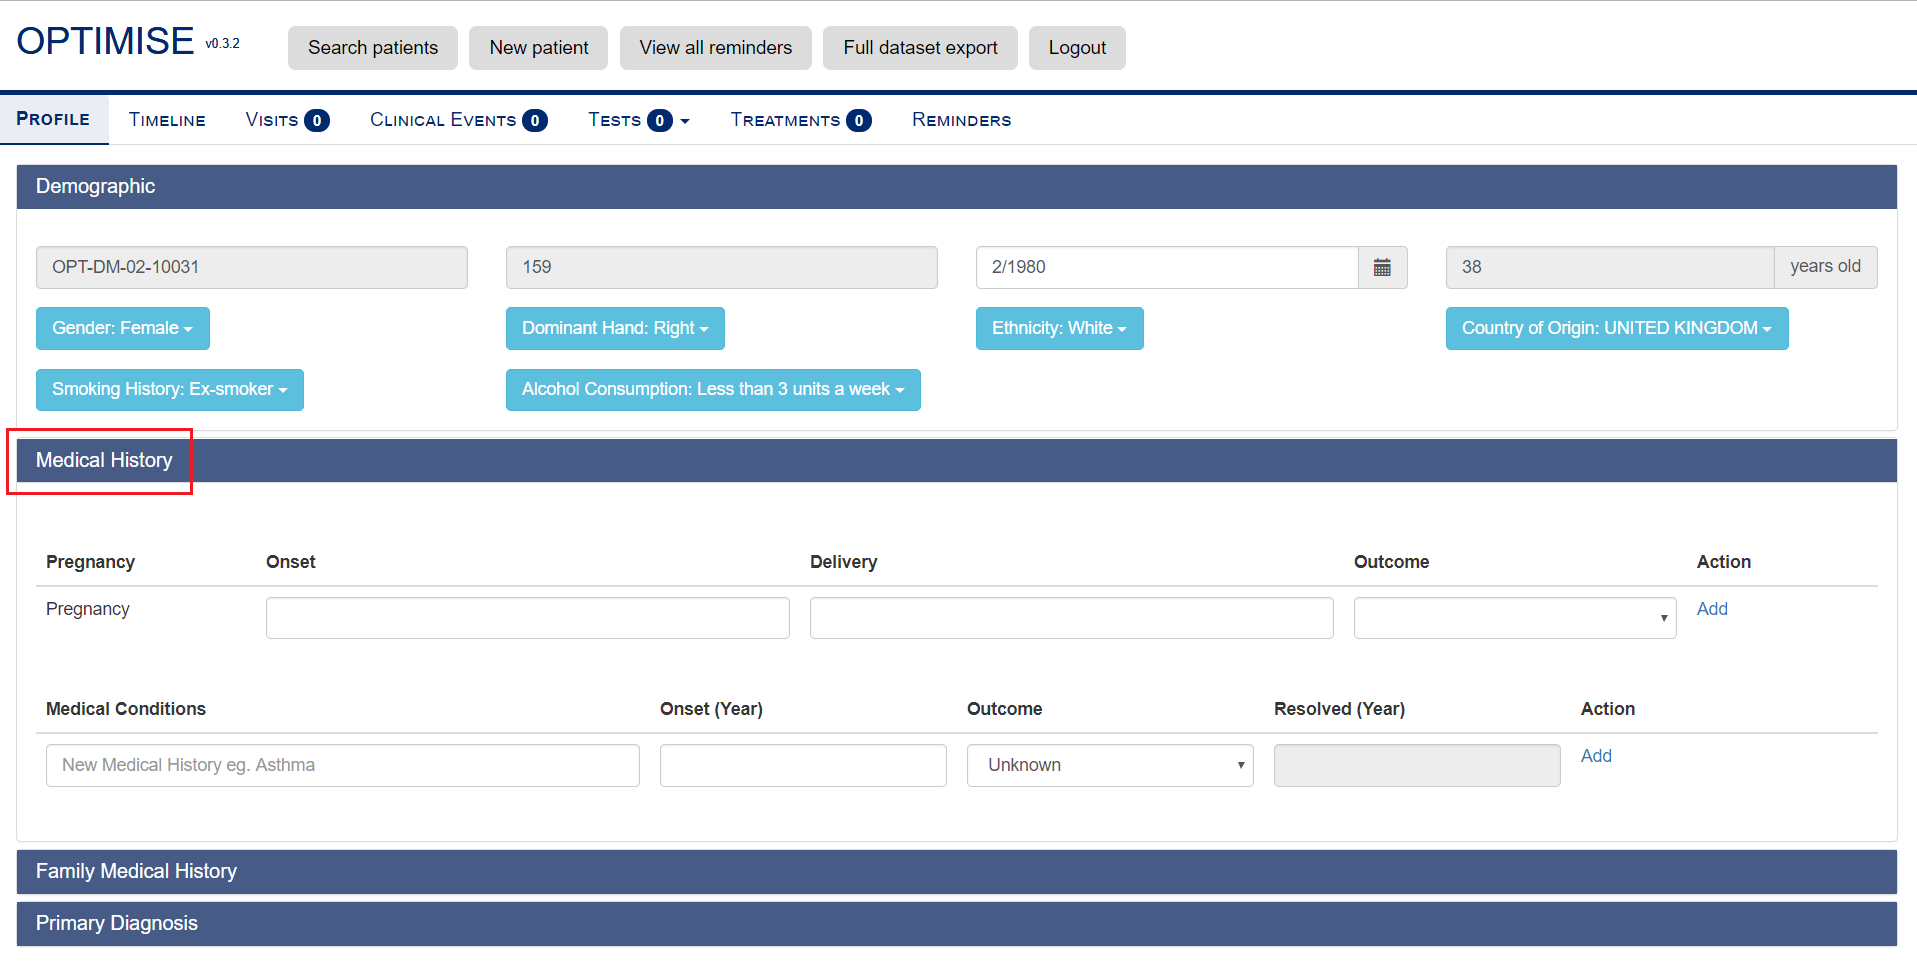 OPTIMISE v0.3.2 Search patients New patient View all reminders Full dataset export Logout
PROFILE TIMELINE VISITS 0 CLINICAL EVENTS 0 TESTS 0 TREATMENTS 0 REMINDERS
Demographic
OPT-DM-02-10031 159 2/1980 38 years old
Gender: Female Dominant Hand: Right Ethnicity: White Country of Origin: UNITED KINGDOM
Smoking History: Ex-smoker Alcohol Consumption: Less than 3 units a week
Medical History
Pregnancy Onset Delivery Outcome Action
Pregnancy Add
Medical Conditions Onset (Year) Outcome Resolved (Year) Action
New Medical History eg. Asthma Unknown Add
Family Medical History
Primary Diagnosis